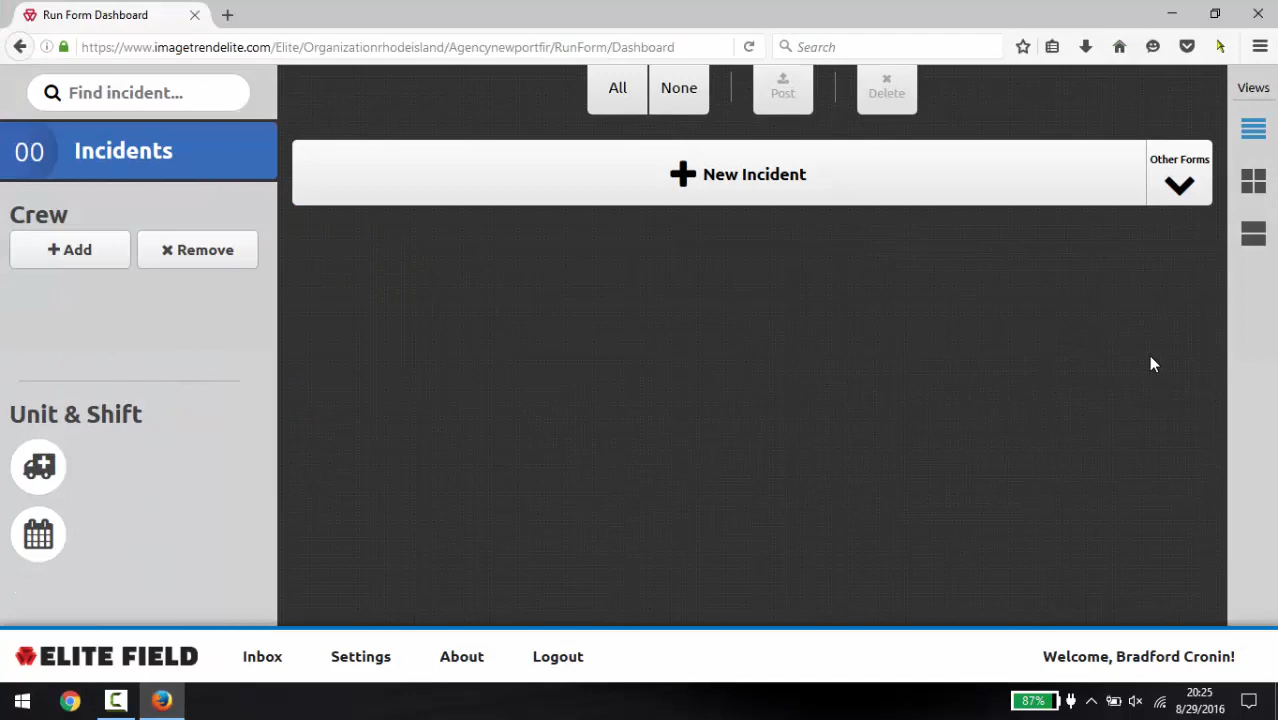 Run Form Dashboard
https://www.imagetrendelite.com/Elite/Organizationrhodeisland/Agencynewportfir/RunForm/Dashboard
Search
Find incident...
All
None
Post
Delete
Views
00
Incidents
New Incident
Other Forms
Crew
Add
Remove
Unit & Shift
ELITE FIELD
Inbox
Settings
About
Logout
Welcome, Bradford Cronin!
87%
20:25
8/29/2016